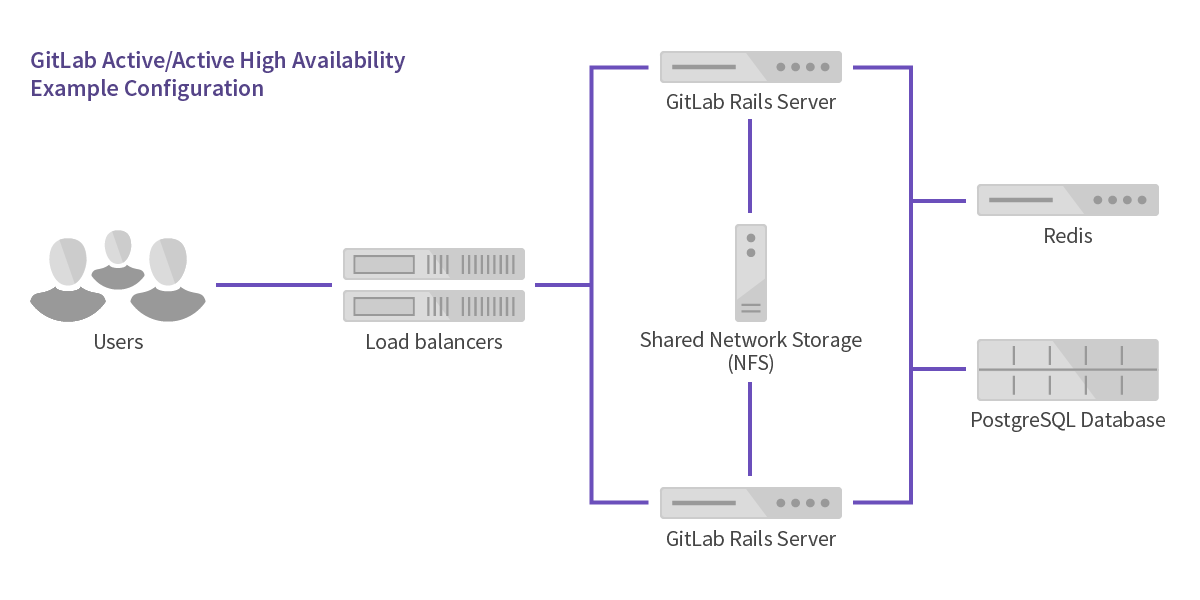 GitLab Active/Active High Availability
Example Configuration
GitLab Rails Server
Users
Load balancers
Shared Network Storage
(NFS)
Redis
PostgreSQL Database
GitLab Rails Server